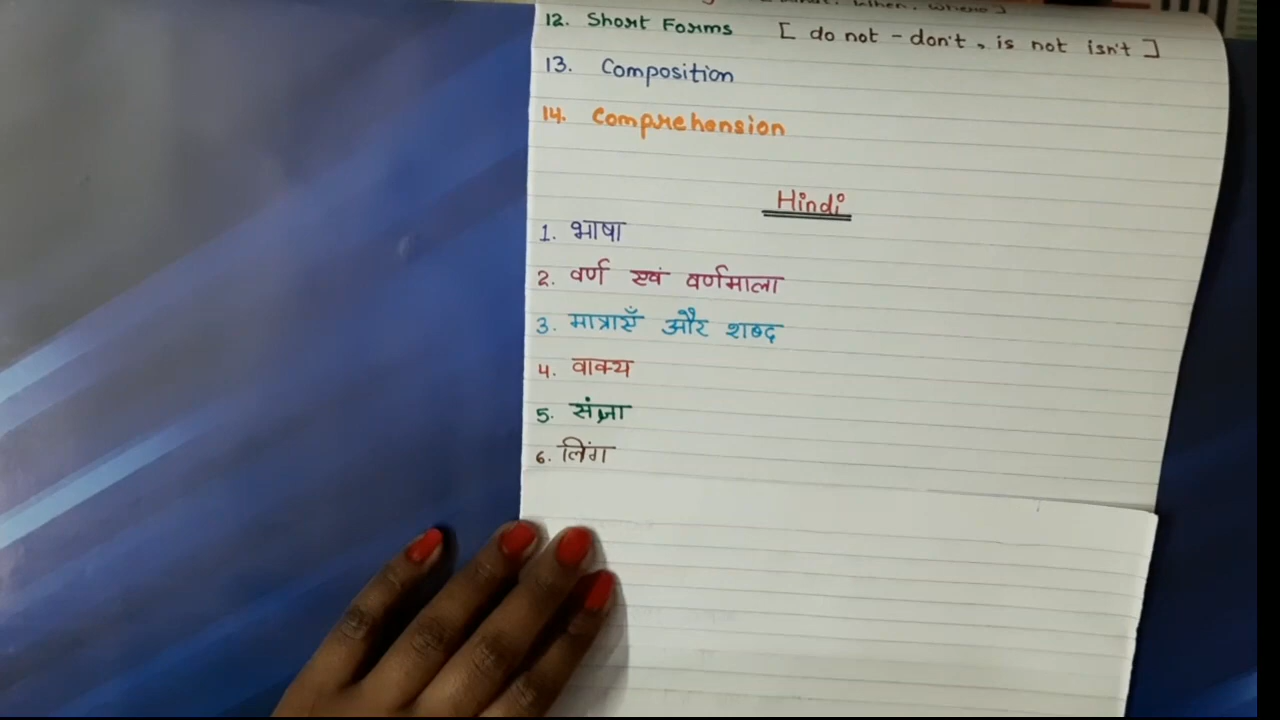 12. Short Forms [ do not - don't, is not isn't ]
13. Composition
14. Comprehension
Hindi
1. भाषा
2. वर्ण एवं वर्णमाला
3. मात्राएँ और शब्द
4. वाक्य
5. संज्ञा
6. लिंग